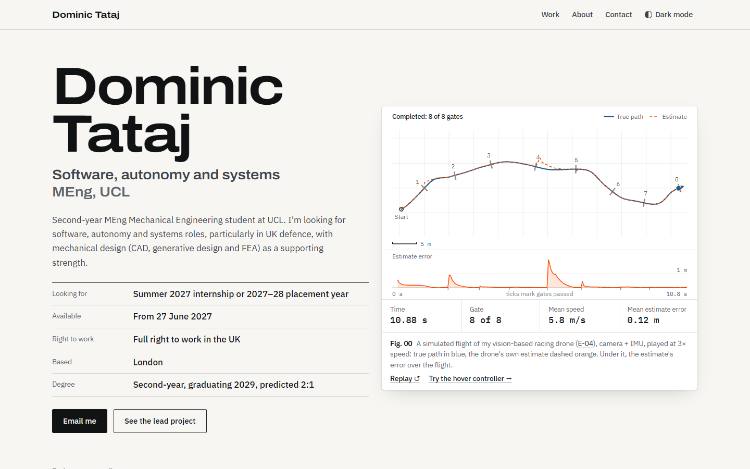 Dominic Tataj
Work About Contact Dark mode
Dominic
Tataj
Software, autonomy and systems
MEng, UCL
Second-year MEng Mechanical Engineering student at UCL. I'm looking for
software, autonomy and systems roles, particularly in UK defence, with
mechanical design (CAD, generative design and FEA) as a supporting
strength.
Looking for Summer 2027 internship or 2027–28 placement year
Available From 27 June 2027
Right to work Full right to work in the UK
Based London
Degree Second-year, graduating 2029, predicted 2:1
Email me See the lead project
Completed: 8 of 8 gates True path Estimate
1 2 3 4 5 6 7 8
Start
5 m
Estimate error
1 m
0 s ticks mark gates passed 10.8 s
Time Gate Mean speed Mean estimate error
10.88 s 8 of 8 5.8 m/s 0.12 m
Fig. 00 A simulated flight of my vision-based racing drone (E-04), camera + IMU, played at 3×
speed: true path in blue, the drone's own estimate dashed orange. Under it, the estimate's
error over the flight.
Replay ↺ Try the hover controller →